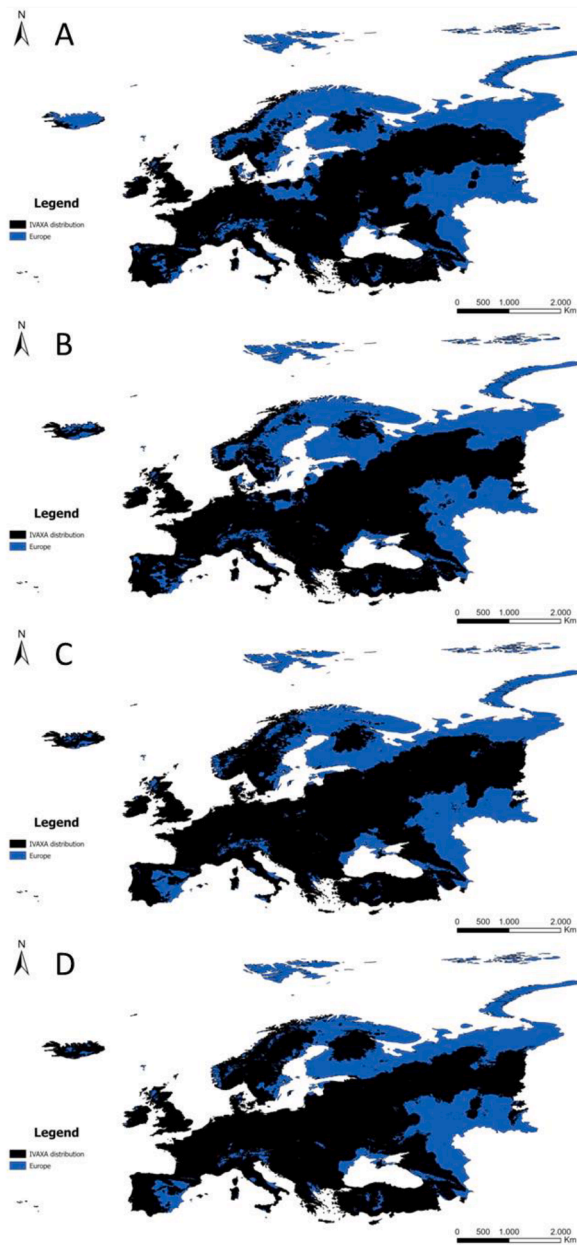 N
A
Legend
IVAXA distribution
Europe
0 500 1.000 2.000
Km
N
B
Legend
IVAXA distribution
Europe
0 500 1.000 2.000
Km
N
C
Legend
IVAXA distribution
Europe
0 500 1.000 2.000
Km
N
D
Legend
IVAXA distribution
Europe
0 500 1.000 2.000
Km